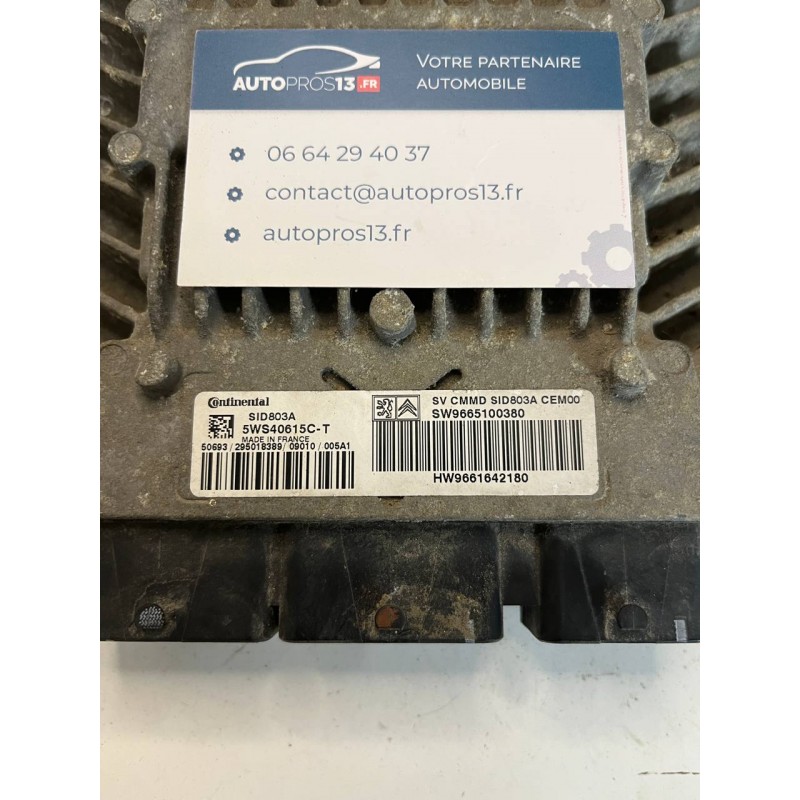 AUTOPROS13.FR
VOTRE PARTENAIRE
AUTOMOBILE
06 64 29 40 37
contact@autopros13.fr
autopros13.fr
Continental
SID803A
5WS40615C-T
MADE IN FRANCE
50693/295018389/09010/005A1
SV CMMD SID803A CEM00
SW9665100380
HW9661642180